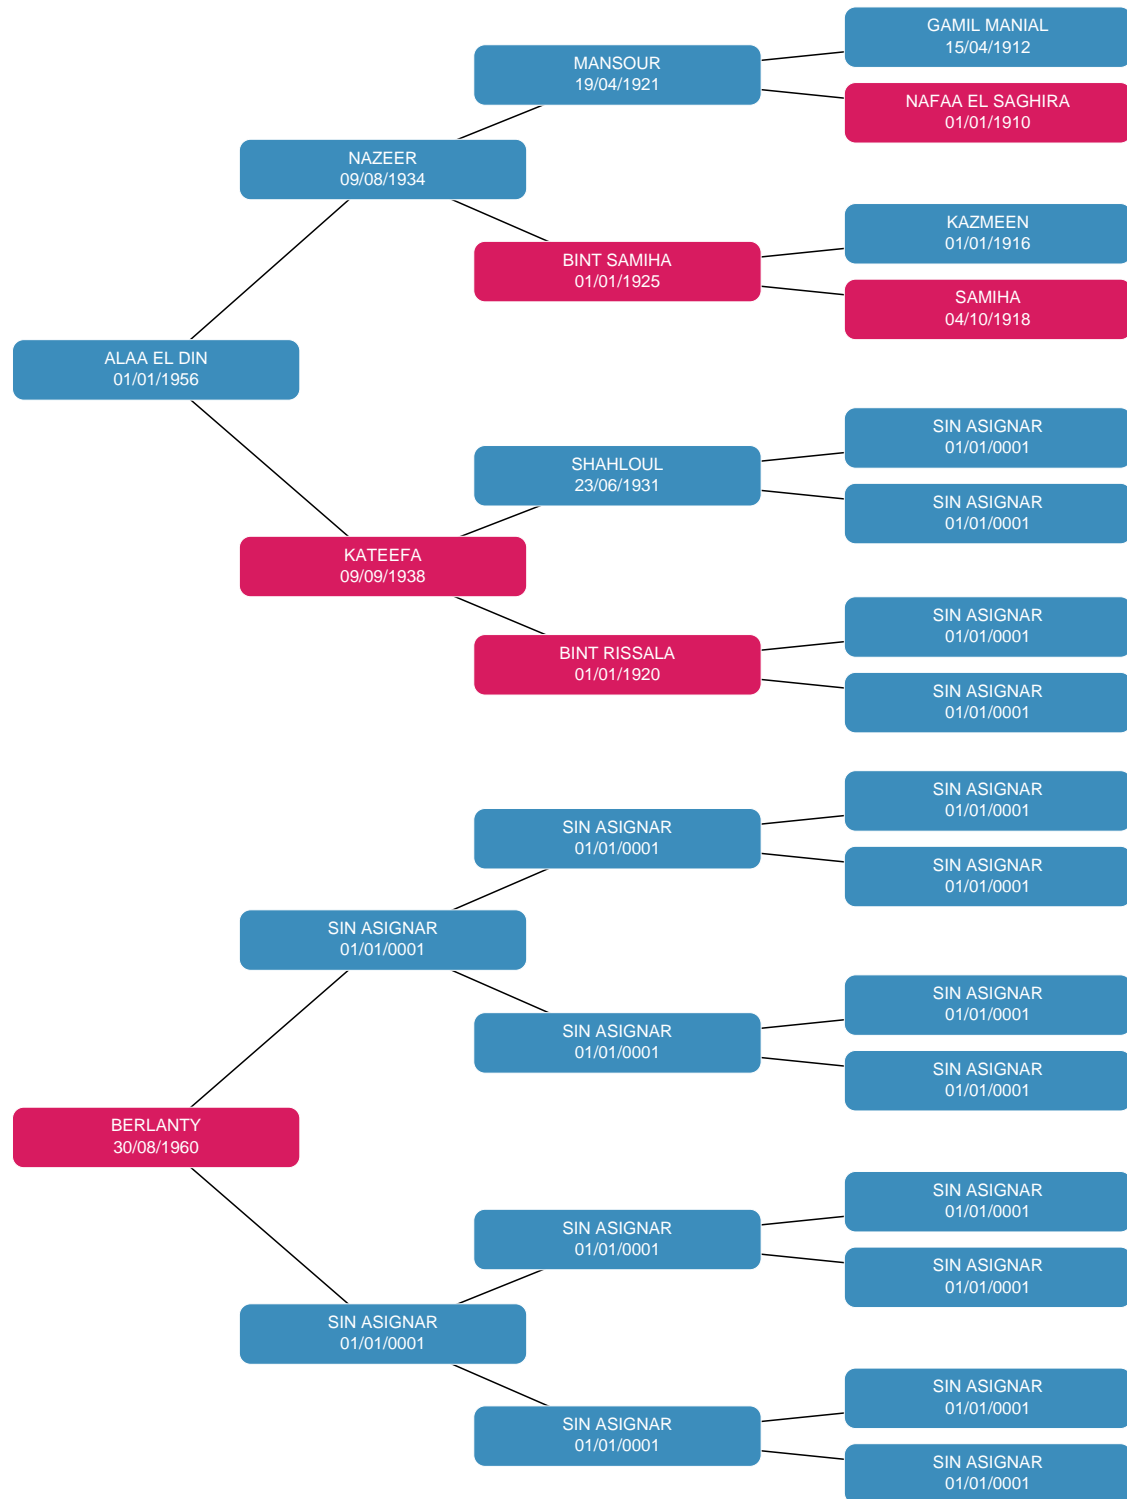 GAMIL MANIAL
15/04/1912
MANSOUR
19/04/1921
NAFAA EL SAGHIRA
01/01/1910
NAZEER
09/08/1934
KAZMEEN
01/01/1916
BINT SAMIHA
01/01/1925
SAMIHA
04/10/1918
ALAA EL DIN
01/01/1956
SIN ASIGNAR
01/01/0001
SHAHLOUL
23/06/1931
SIN ASIGNAR
01/01/0001
KATEEFA
09/09/1938
SIN ASIGNAR
01/01/0001
BINT RISSALA
01/01/1920
SIN ASIGNAR
01/01/0001
SIN ASIGNAR
01/01/0001
SIN ASIGNAR
01/01/0001
SIN ASIGNAR
01/01/0001
SIN ASIGNAR
01/01/0001
SIN ASIGNAR
01/01/0001
SIN ASIGNAR
01/01/0001
SIN ASIGNAR
01/01/0001
BERLANTY
30/08/1960
SIN ASIGNAR
01/01/0001
SIN ASIGNAR
01/01/0001
SIN ASIGNAR
01/01/0001
SIN ASIGNAR
01/01/0001
SIN ASIGNAR
01/01/0001
SIN ASIGNAR
01/01/0001
SIN ASIGNAR
01/01/0001